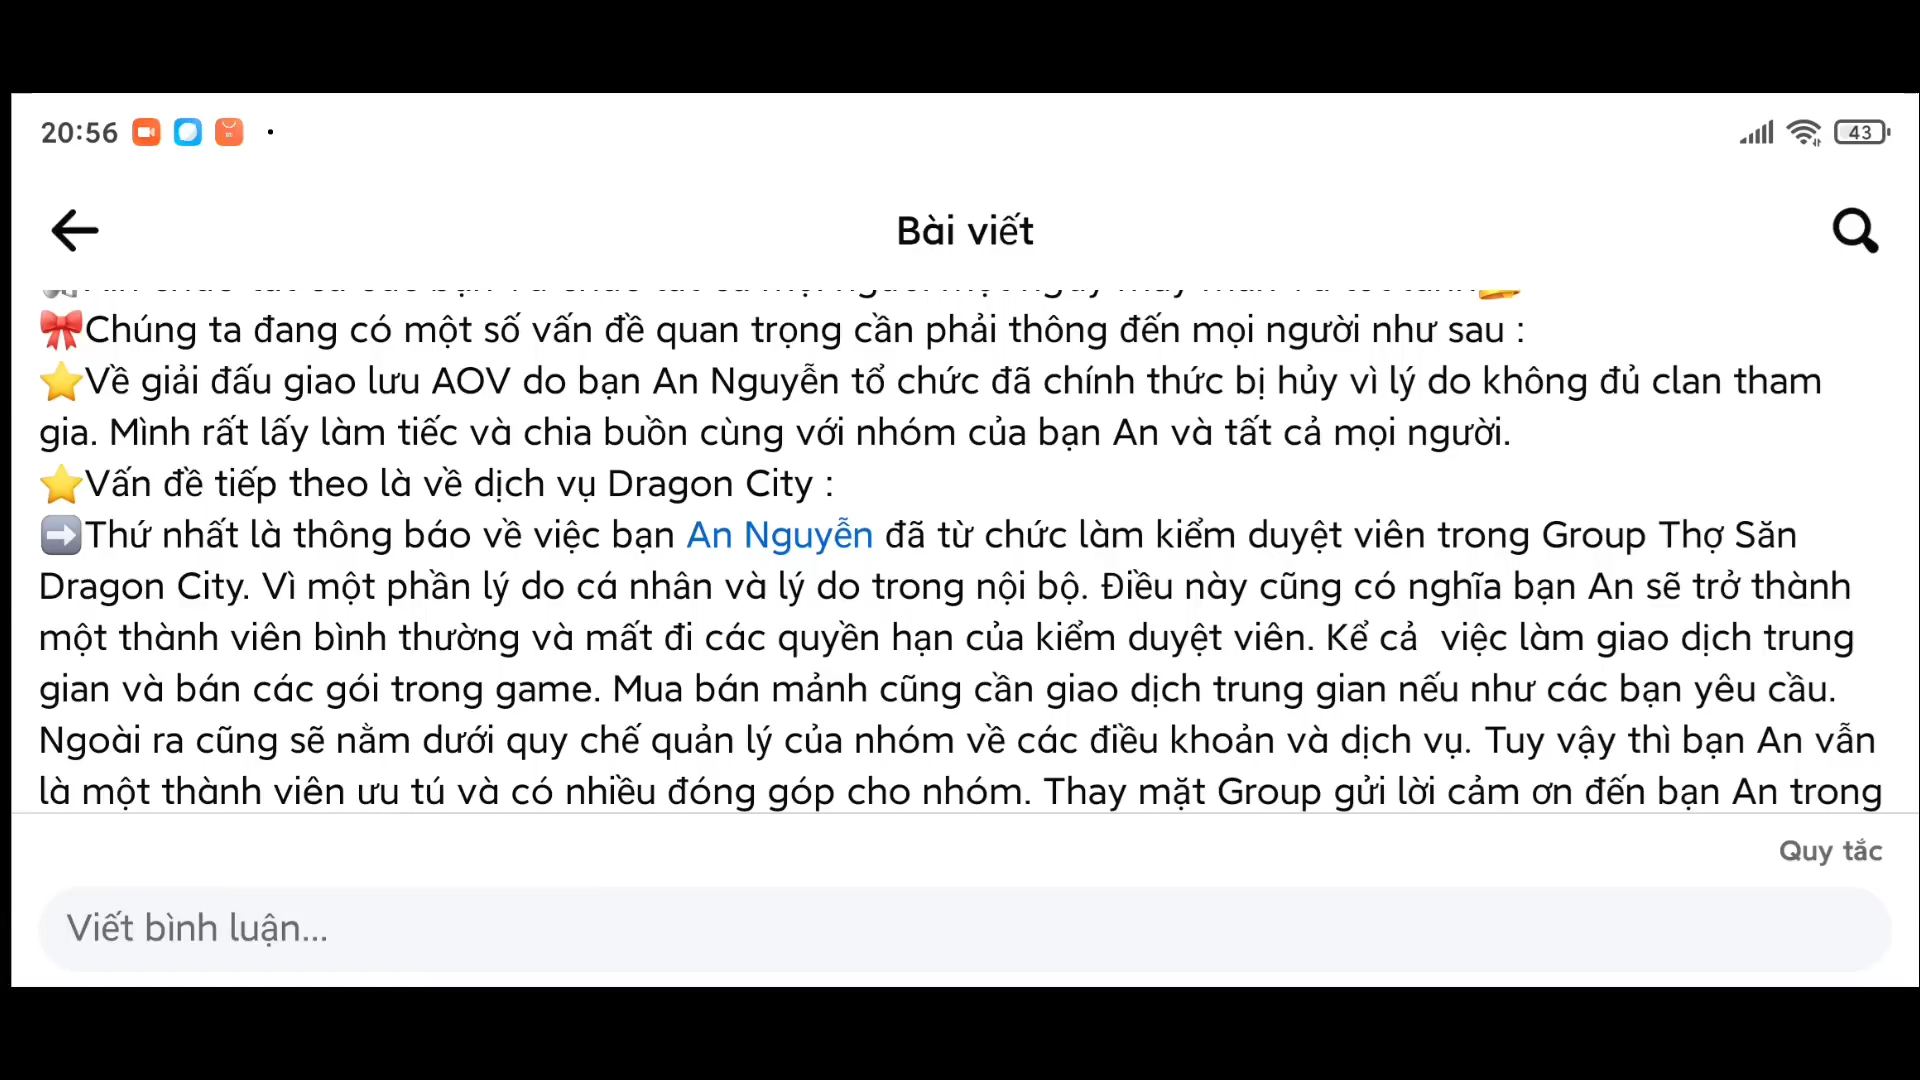 20:56
43
Bài viết
🎀Chúng ta đang có một số vấn đề quan trọng cần phải thông đến mọi người như sau :
⭐Về giải đấu giao lưu AOV do bạn An Nguyễn tổ chức đã chính thức bị hủy vì lý do không đủ clan tham
gia. Mình rất lấy làm tiếc và chia buồn cùng với nhóm của bạn An và tất cả mọi người.
⭐Vấn đề tiếp theo là về dịch vụ Dragon City :
➡️Thứ nhất là thông báo về việc bạn An Nguyễn đã từ chức làm kiểm duyệt viên trong Group Thợ Săn
Dragon City. Vì một phần lý do cá nhân và lý do trong nội bộ. Điều này cũng có nghĩa bạn An sẽ trở thành
một thành viên bình thường và mất đi các quyền hạn của kiểm duyệt viên. Kể cả  việc làm giao dịch trung
gian và bán các gói trong game. Mua bán mảnh cũng cần giao dịch trung gian nếu như các bạn yêu cầu.
Ngoài ra cũng sẽ nằm dưới quy chế quản lý của nhóm về các điều khoản và dịch vụ. Tuy vậy thì bạn An vẫn
là một thành viên ưu tú và có nhiều đóng góp cho nhóm. Thay mặt Group gửi lời cảm ơn đến bạn An trong
Quy tắc
Viết bình luận...